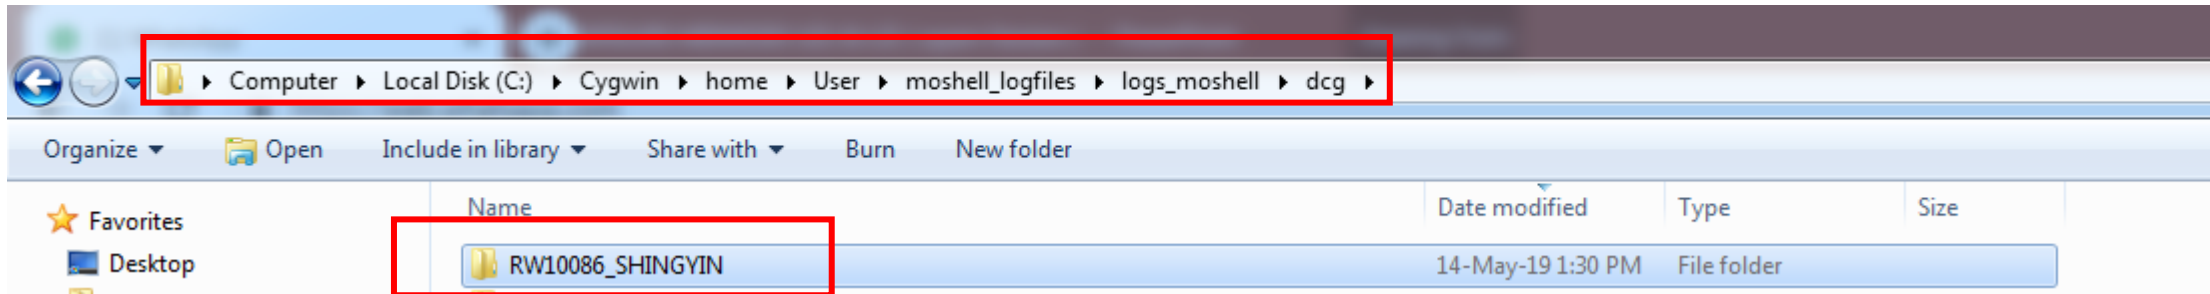 Computer Local Disk (C:) Cygwin home User moshell_logfiles logs_moshell dcg
Organize Open Include in library Share with Burn New folder
Name Date modified Type Size
Favorites
RW10086_SHINGYIN 14-May-19 1:30 PM File folder
Desktop